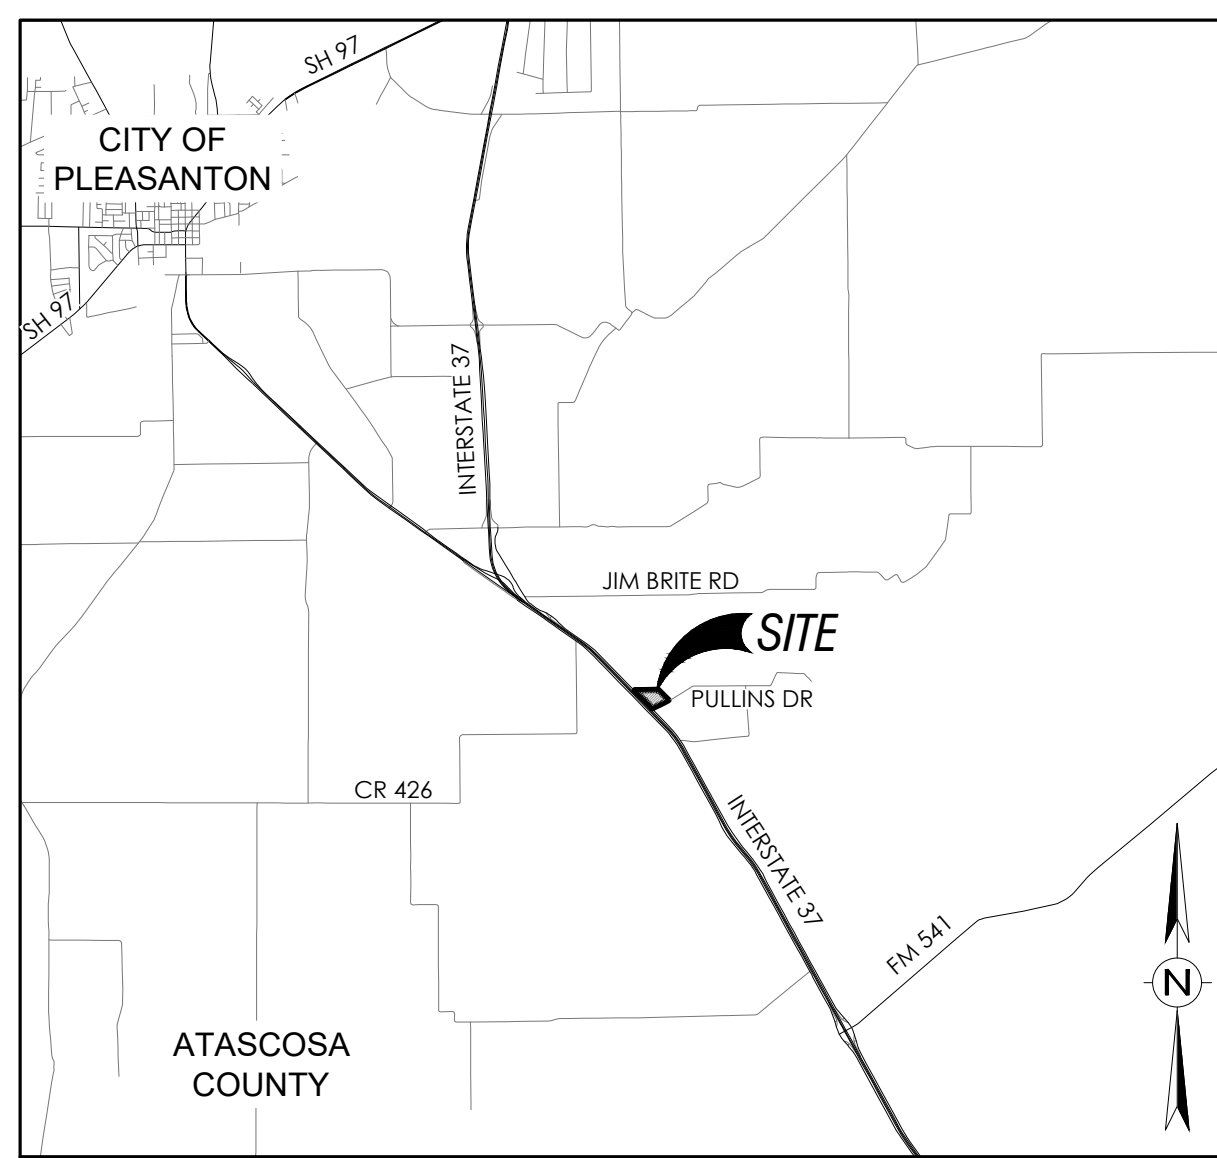 SH 97
CITY OF
PLEASANTON
SH 97
INTERSTATE 37
JIM BRITE RD
SITE
PULLINS DR
CR 426
INTERSTATE 37
FM 541
N
ATASCOSA
COUNTY